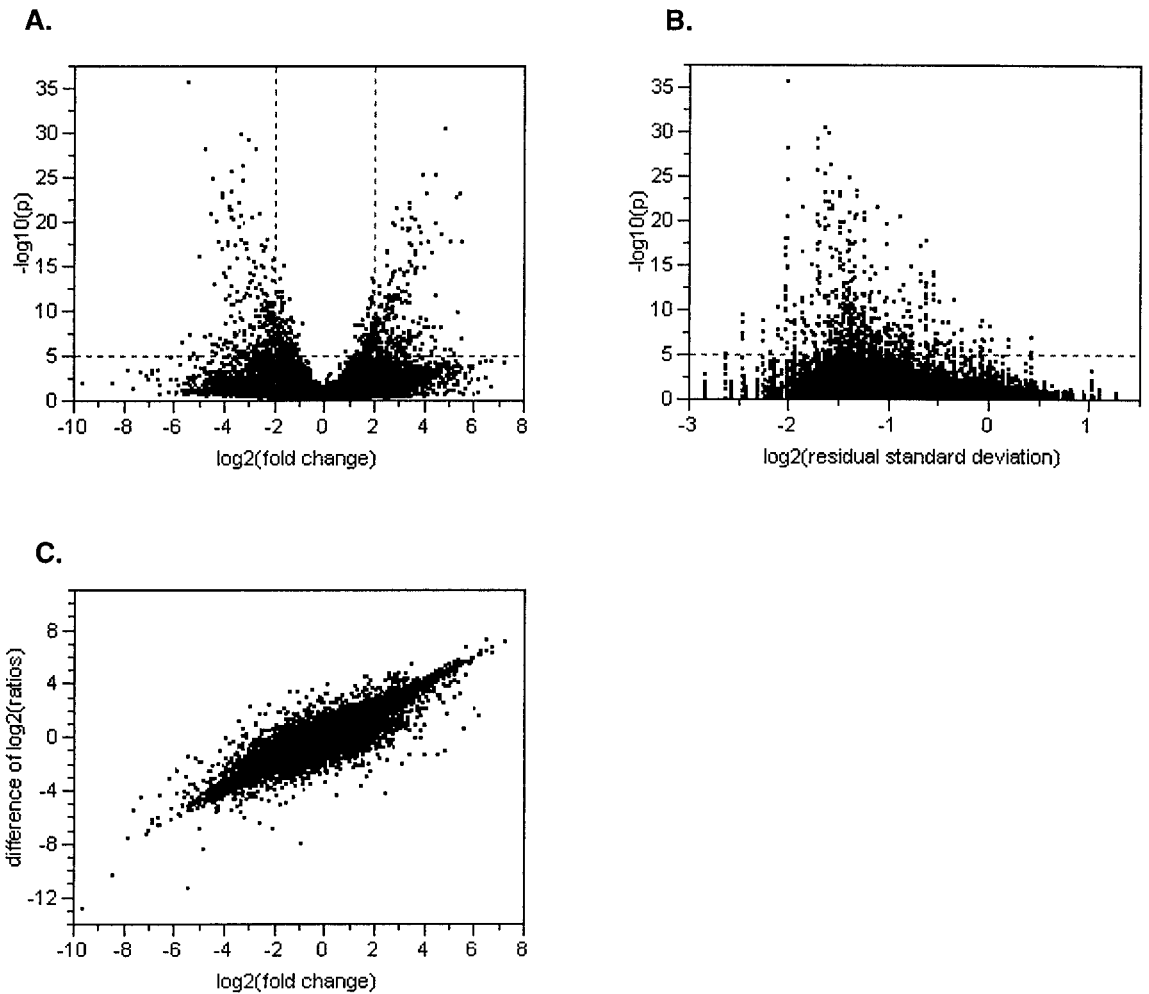 A.
B.
35
30
25
20
15
10
5
0
-log10(p)
-10 -8 -6 -4 -2 0 2 4 6 8
log2(fold change)
35
30
25
20
15
10
5
0
-log10(p)
-3 -2 -1 0 1
log2(residual standard deviation)
C.
8
4
0
-4
-8
-12
difference of log2(ratios)
-10 -8 -6 -4 -2 0 2 4 6 8
log2(fold change)